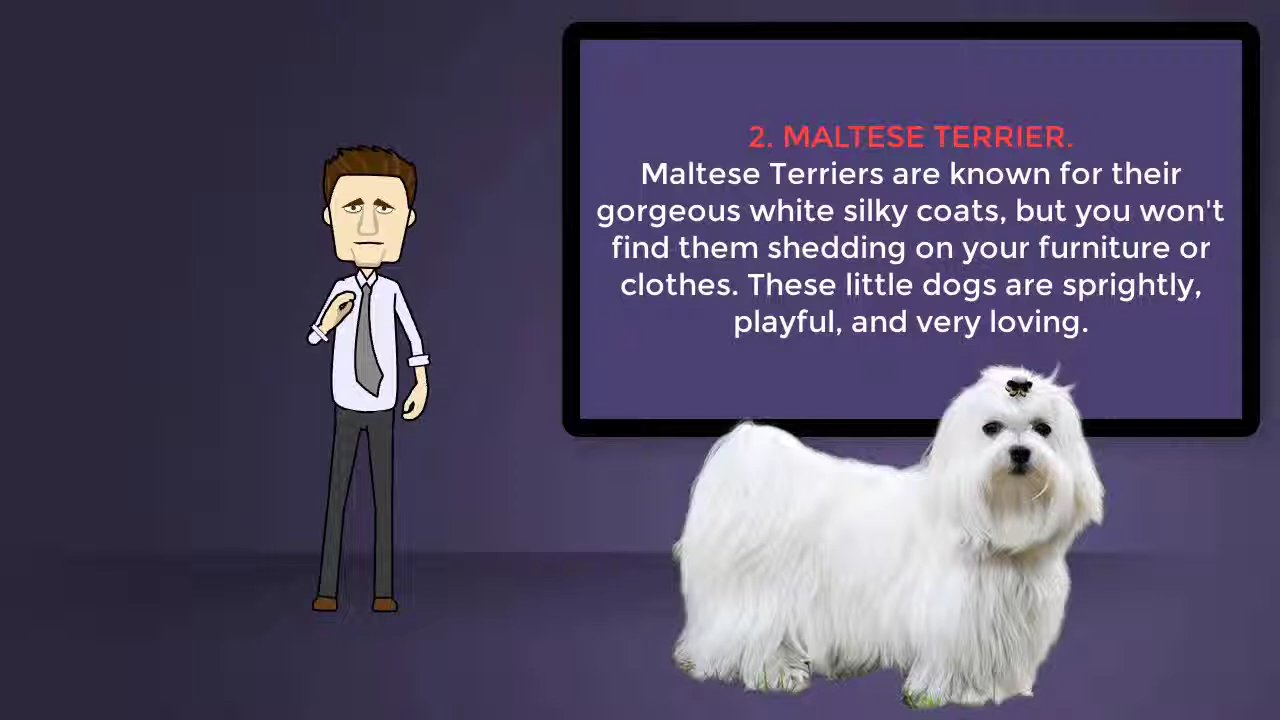 2. MALTESE TERRIER.
Maltese Terriers are known for their
gorgeous white silky coats, but you won't
find them shedding on your furniture or
clothes. These little dogs are sprightly,
playful, and very loving.